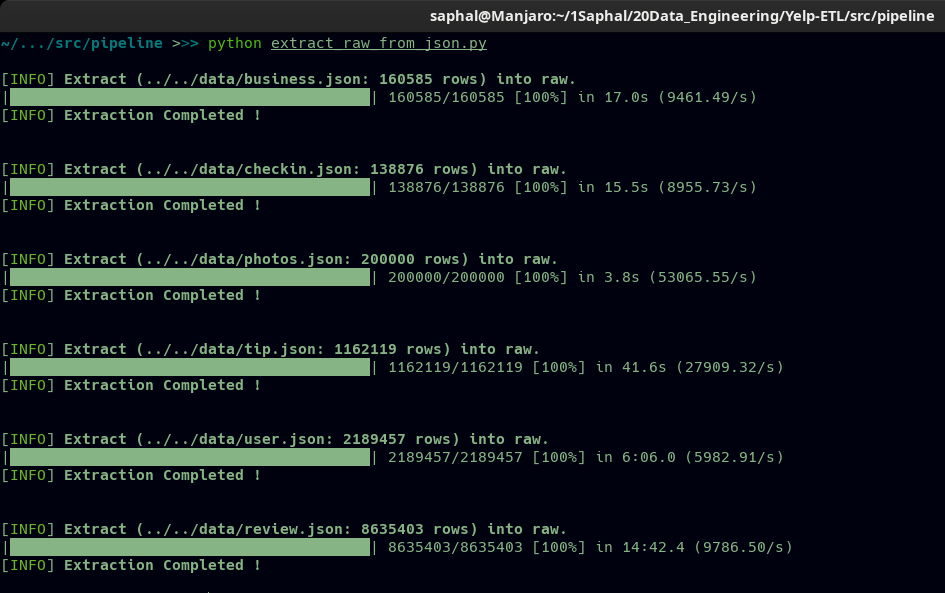 saphal@Manjaro:~/1Saphal/20Data_Engineering/Yelp-ETL/src/pipeline
~/.../src/pipeline >>> python extract_raw_from_json.py
[INFO] Extract (../../data/business.json: 160585 rows) into raw.
| | 160585/160585 [100%] in 17.0s (9461.49/s)
[INFO] Extraction Completed !
[INFO] Extract (../../data/checkin.json: 138876 rows) into raw.
| | 138876/138876 [100%] in 15.5s (8955.73/s)
[INFO] Extraction Completed !
[INFO] Extract (../../data/photos.json: 200000 rows) into raw.
| | 200000/200000 [100%] in 3.8s (53065.55/s)
[INFO] Extraction Completed !
[INFO] Extract (../../data/tip.json: 1162119 rows) into raw.
| | 1162119/1162119 [100%] in 41.6s (27909.32/s)
[INFO] Extraction Completed !
[INFO] Extract (../../data/user.json: 2189457 rows) into raw.
| | 2189457/2189457 [100%] in 6:06.0 (5982.91/s)
[INFO] Extraction Completed !
[INFO] Extract (../../data/review.json: 8635403 rows) into raw.
| | 8635403/8635403 [100%] in 14:42.4 (9786.50/s)
[INFO] Extraction Completed !